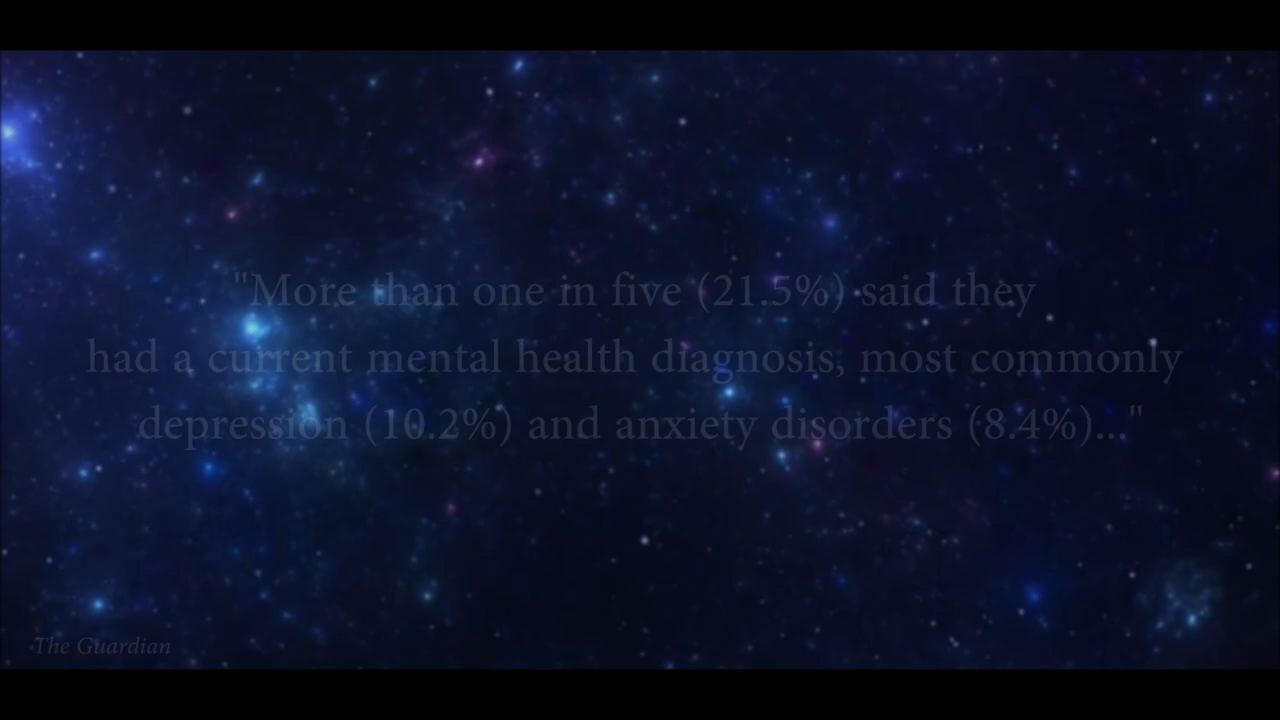 "More than one in five (21.5%) said they
had a current mental health diagnosis, most commonly
depression (10.2%) and anxiety disorders (8.4%)..."
The Guardian